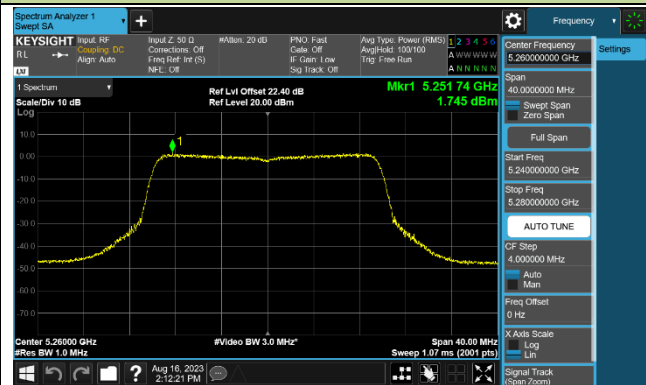 Spectrum Analyzer 1
Swept SA
Frequency
KEYSIGHT
RL
LXI
Input: RF
Coupling: DC
Align: Auto
Input Z: 50 Ω
Corrections: Off
Freq Ref: Int (S)
NFE: Off
#Atten: 20 dB
PNO: Fast
Gate: Off
IF Gain: Low
Sig Track: Off
Avg Type: Power (RMS)
Avg|Hold: 100/100
Trig: Free Run
1 2 3 4 5 6
A W W W W W
A N N N N N
1 Spectrum
Scale/Div 10 dB
Log
Ref Lvl Offset 22.40 dB
Ref Level 20.00 dBm
Mkr1 5.251 74 GHz
1.745 dBm
1
10.0
0.00
-10.0
-20.0
-30.0
-40.0
-50.0
-60.0
-70.0
Center 5.26000 GHz
#Res BW 1.0 MHz
#Video BW 3.0 MHz*
Span 40.00 MHz
Sweep 1.07 ms (2001 pts)
Aug 16, 2023
2:12:21 PM
?
Center Frequency
5.260000000 GHz
Settings
Span
40.0000000 MHz
Swept Span
Zero Span
Full Span
Start Freq
5.240000000 GHz
Stop Freq
5.280000000 GHz
AUTO TUNE
CF Step
4.000000 MHz
Auto
Man
Freq Offset
0 Hz
X Axis Scale
Log
Lin
Signal Track
(Span Zoom)